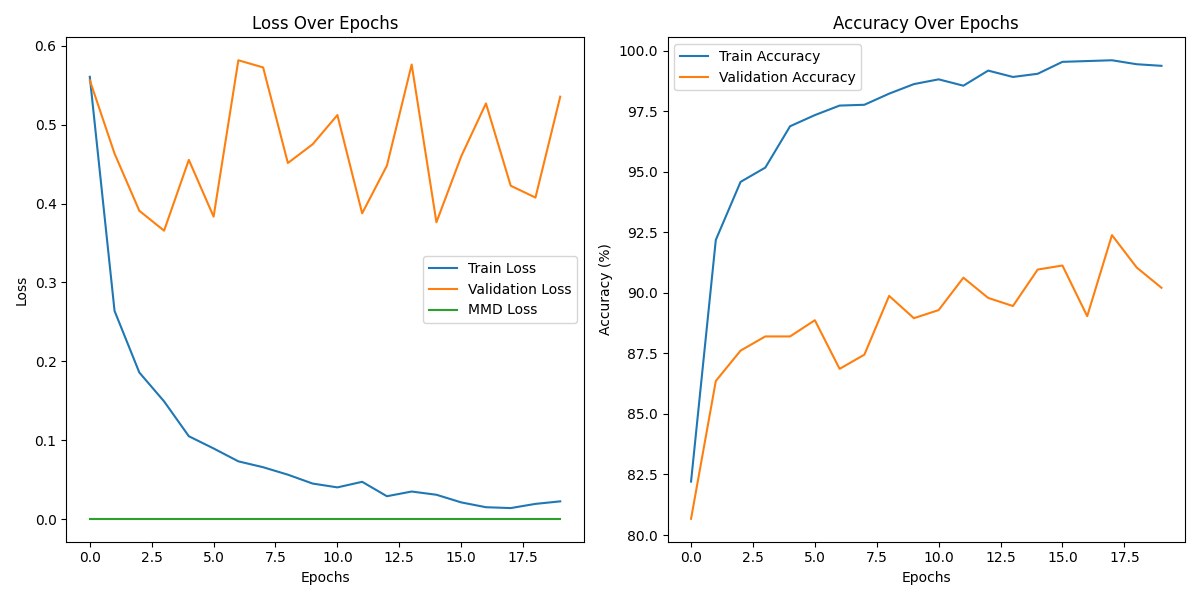 Loss Over Epochs
0.6
0.5
0.4
0.3
0.2
0.1
0.0
Loss
Train Loss
Validation Loss
MMD Loss
0.0 2.5 5.0 7.5 10.0 12.5 15.0 17.5
Epochs
Accuracy Over Epochs
100.0
97.5
95.0
92.5
90.0
87.5
85.0
82.5
80.0
Accuracy (%)
Train Accuracy
Validation Accuracy
0.0 2.5 5.0 7.5 10.0 12.5 15.0 17.5
Epochs